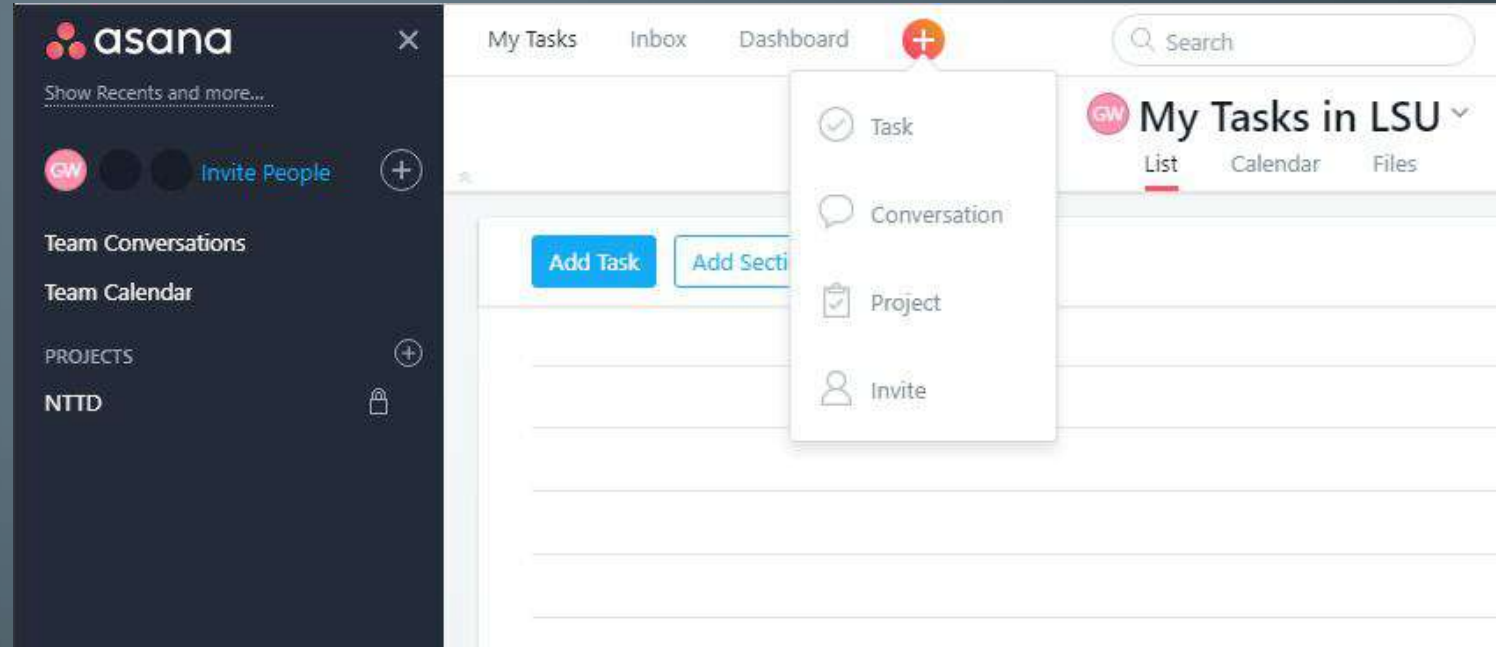 asana
Show Recents and more...
GW Invite People
Team Conversations
Team Calendar
PROJECTS
NTTD
My Tasks Inbox Dashboard
Search
GW My Tasks in LSU
List Calendar Files
Add Task Add Secti
Task
Conversation
Project
Invite